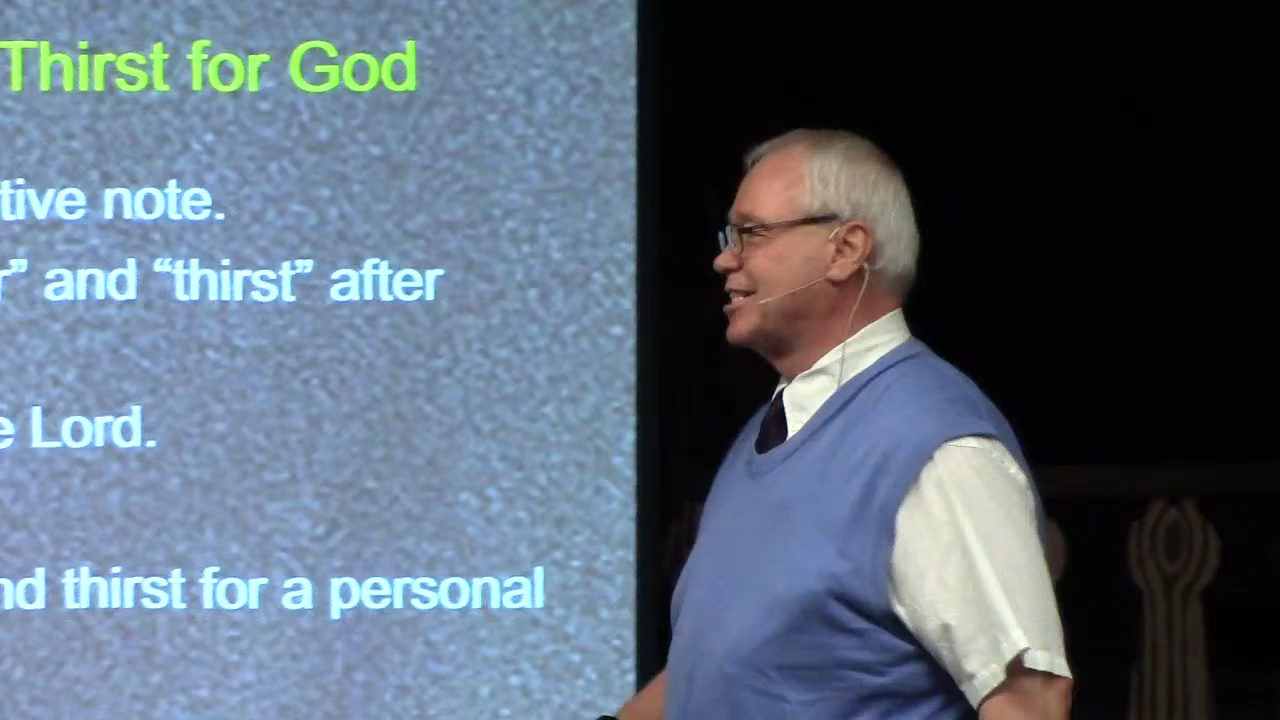 Thirst for God
tive note.
r” and “thirst” after
e Lord.
nd thirst for a personal